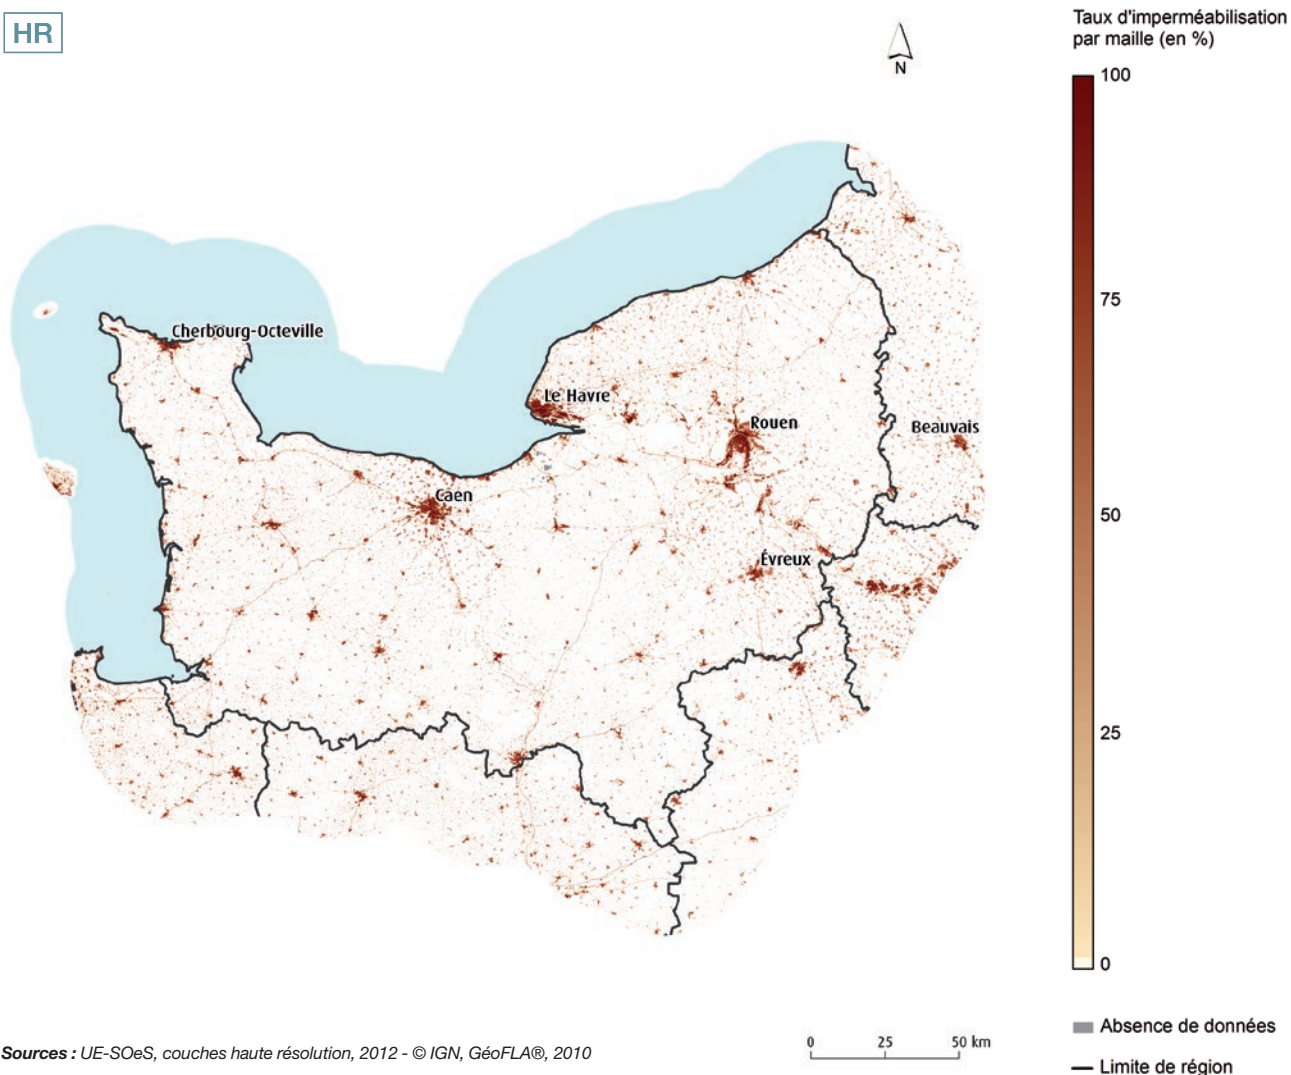 HR
N
Taux d'imperméabilisation
par maille (en %)
100
75
50
25
0
Cherbourg-Octeville
Le Havre
Rouen
Beauvais
Caen
Évreux
Absence de données
Limite de région
0 25 50 km
Sources : UE-SOeS, couches haute résolution, 2012 - © IGN, GéoFLA®, 2010